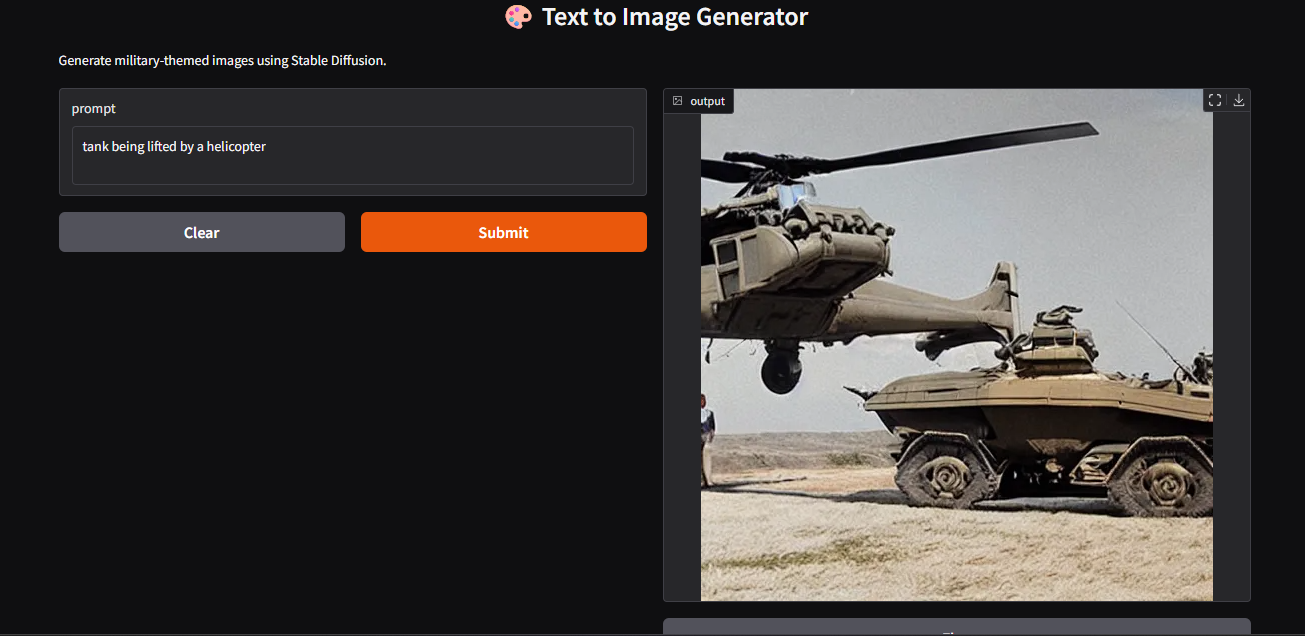 Text to Image Generator
Generate military-themed images using Stable Diffusion.
prompt
tank being lifted by a helicopter
Clear
Submit
output